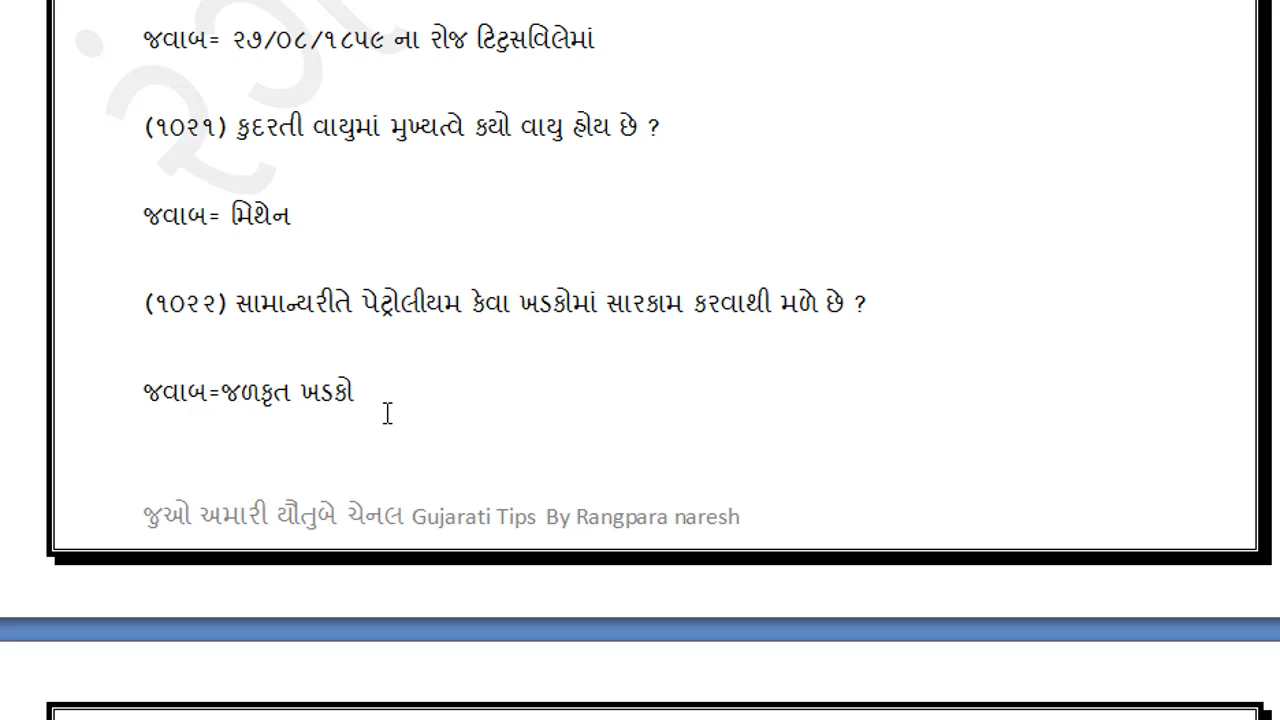 જવાબ= ૨૭/૦૮/૧૮૫૯ ના રોજ ટિટુસવિલેમાં
(૧૦૨૧) કુદરતી વાયુમાં મુખ્યત્વે કયો વાયુ હોય છે ?
જવાબ= મિથેન
(૧૦૨૨) સામાન્યરીતે પેટ્રોલીયમ કેવા ખડકોમાં સારકામ કરવાથી મળે છે ?
જવાબ=જળકૃત ખડકો
જુઓ અમારી યૌતુબે ચેનલ Gujarati Tips By Rangpara naresh